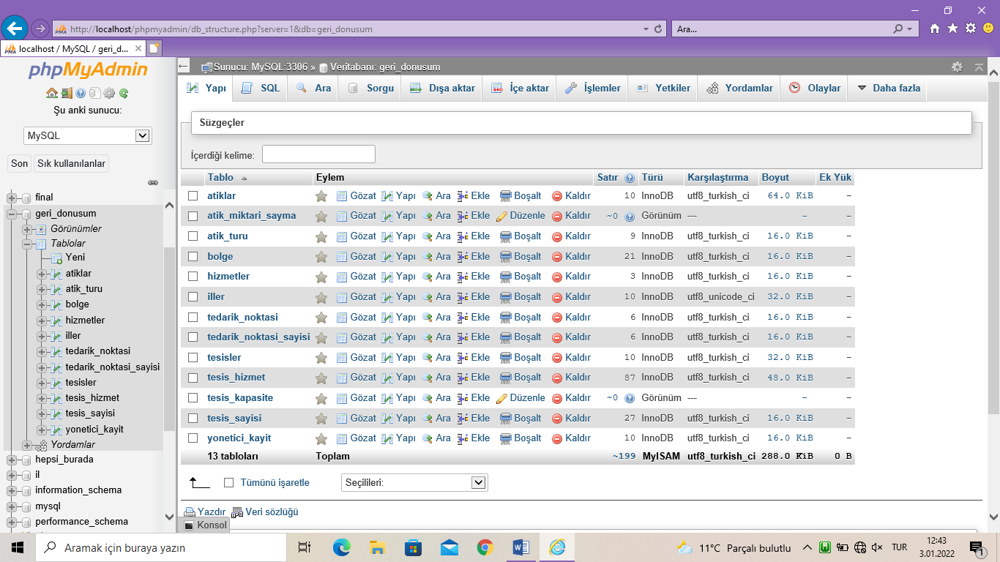 http://localhost/phpmyadmin/db_structure.php?server=1&db=geri_donusum
Ara...
localhost / MySQL / geri_d...
phpMyAdmin
Şu anki sunucu:
MySQL
Son Sık kullanılanlar
final
geri_donusum
Görünümler
Tablolar
Yeni
atiklar
atik_turu
bolge
hizmetler
iller
tedarik_noktasi
tedarik_noktasi_sayisi
tesisler
tesis_hizmet
tesis_sayisi
yonetici_kayit
Yordamlar
hepsi_burada
il
information_schema
mysql
performance_schema
Sunucu: MySQL:3306 » Veritabanı: geri_donusum
Yapı SQL Ara Sorgu Dışa aktar İçe aktar İşlemler Yetkiler Yordamlar Olaylar Daha fazla
Süzgeçler
İçerdiği kelime:
Tablo Eylem Satır Türü Karşılaştırma Boyut Ek Yük
atiklar Gözat Yapı Ara Ekle Boşalt Kaldır 10 InnoDB utf8_turkish_ci 64.0 KiB -
atik_miktari_sayma Gözat Yapı Ara Ekle Düzenle Kaldır ~0 Görünüm --- - -
atik_turu Gözat Yapı Ara Ekle Boşalt Kaldır 9 InnoDB utf8_turkish_ci 16.0 KiB -
bolge Gözat Yapı Ara Ekle Boşalt Kaldır 21 InnoDB utf8_turkish_ci 16.0 KiB -
hizmetler Gözat Yapı Ara Ekle Boşalt Kaldır 3 InnoDB utf8_turkish_ci 16.0 KiB -
iller Gözat Yapı Ara Ekle Boşalt Kaldır 10 InnoDB utf8_unicode_ci 32.0 KiB -
tedarik_noktasi Gözat Yapı Ara Ekle Boşalt Kaldır 6 InnoDB utf8_turkish_ci 16.0 KiB -
tedarik_noktasi_sayisi Gözat Yapı Ara Ekle Boşalt Kaldır 6 InnoDB utf8_turkish_ci 16.0 KiB -
tesisler Gözat Yapı Ara Ekle Boşalt Kaldır 10 InnoDB utf8_turkish_ci 32.0 KiB -
tesis_hizmet Gözat Yapı Ara Ekle Boşalt Kaldır 87 InnoDB utf8_turkish_ci 48.0 KiB -
tesis_kapasite Gözat Yapı Ara Ekle Düzenle Kaldır ~0 Görünüm --- - -
tesis_sayisi Gözat Yapı Ara Ekle Boşalt Kaldır 27 InnoDB utf8_turkish_ci 16.0 KiB -
yonetici_kayit Gözat Yapı Ara Ekle Boşalt Kaldır 10 InnoDB utf8_turkish_ci 16.0 KiB -
13 tabloları Toplam ~199 MyISAM utf8_turkish_ci 288.0 KiB 0 B
Tümünü işaretle Seçilileri:
Yazdır Veri sözlüğü
Konsol
Aramak için buraya yazın
11°C Parçalı bulutlu
TUR
12:43
3.01.2022
1